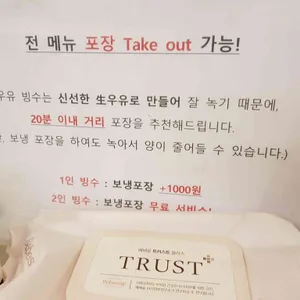 전 메뉴 포장 Take out 가능!
우유 빙수는 신선한 生우유로 만들어 잘 녹기 때문에,
20분 이내 거리 포장을 추천해드립니다.
보냉 포장을 하여도 녹아서 양이 줄어들 수 있습니다.)
1인 빙수 : 보냉포장 +1000원
2인 빙수 : 보냉포장 무료 서비스!
TRUST